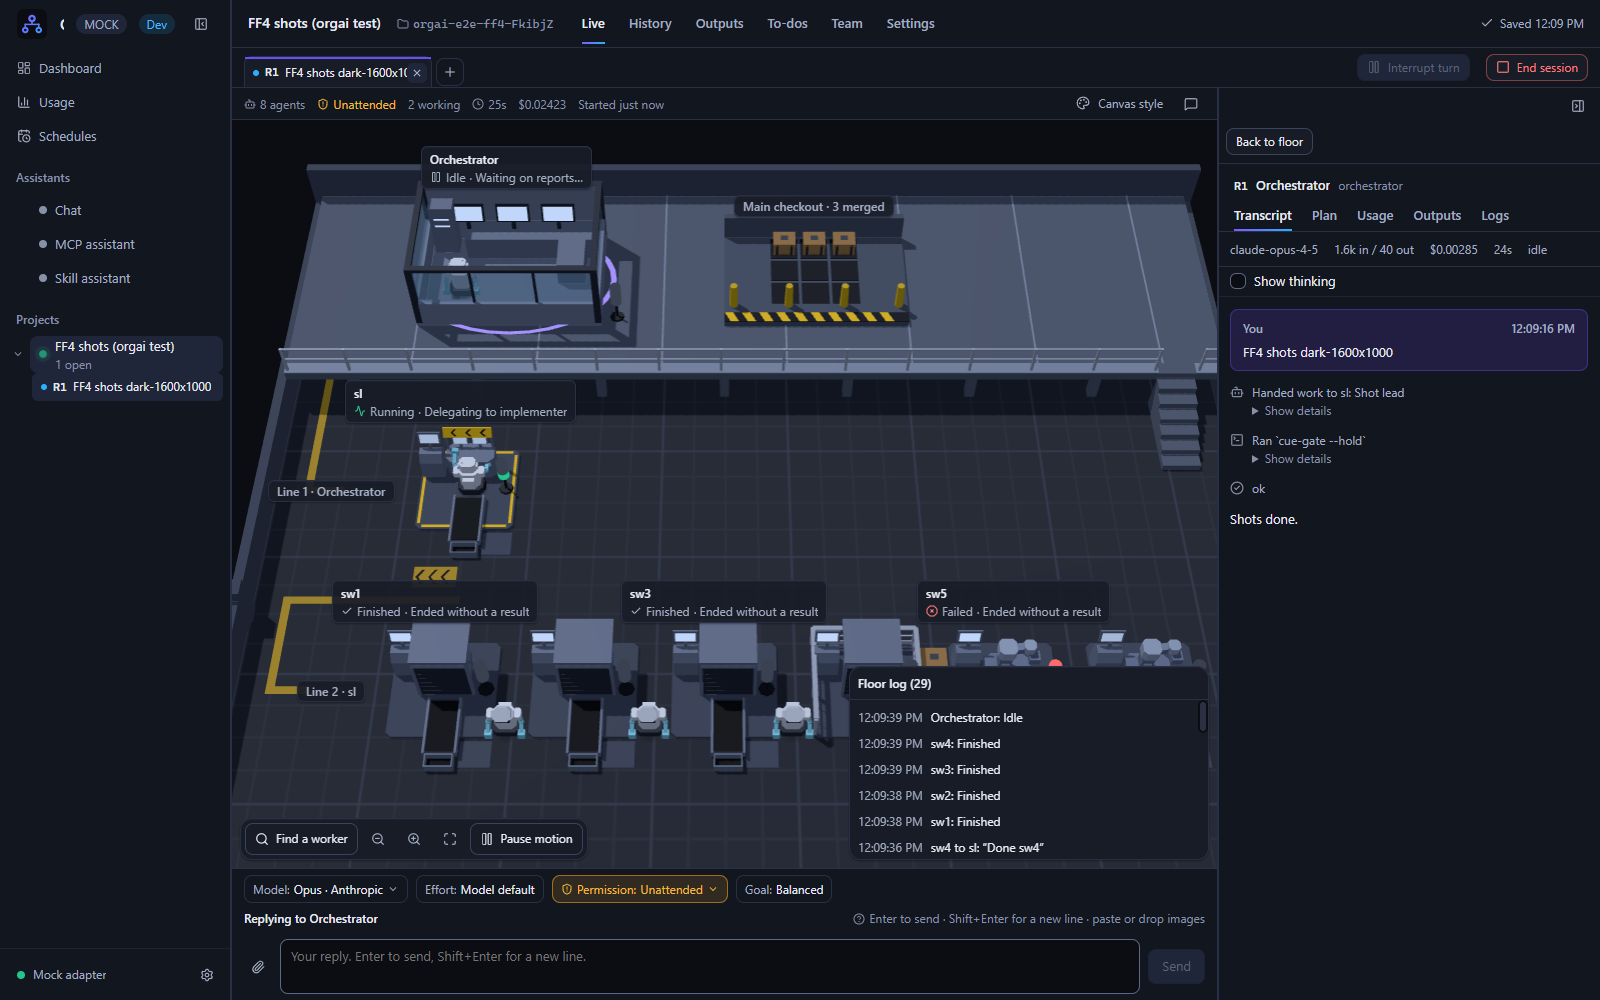 MOCK
Dev
Dashboard
Usage
Schedules
Assistants
Chat
MCP assistant
Skill assistant
Projects
FF4 shots (orgai test)
1 open
R1 FF4 shots dark-1600x1000
Mock adapter
FF4 shots (orgai test)
orgai-e2e-ff4-FkibjZ
Live
History
Outputs
To-dos
Team
Settings
Saved 12:09 PM
R1 FF4 shots dark-1600x1
Interrupt turn
End session
8 agents
Unattended
2 working
25s
$0.02423
Started just now
Canvas style
Orchestrator
Idle · Waiting on reports...
Main checkout · 3 merged
sl
Running · Delegating to implementer
Line 1 · Orchestrator
sw1
Finished · Ended without a result
sw3
Finished · Ended without a result
sw5
Failed · Ended without a result
Line 2 · sl
Floor log (29)
12:09:39 PM Orchestrator: Idle
12:09:39 PM sw4: Finished
12:09:39 PM sw3: Finished
12:09:38 PM sw2: Finished
12:09:38 PM sw1: Finished
12:09:36 PM sw4 to sl: “Done sw4”
Find a worker
Pause motion
Model: Opus · Anthropic
Effort: Model default
Permission: Unattended
Goal: Balanced
Replying to Orchestrator
Enter to send · Shift+Enter for a new line · paste or drop images
Your reply. Enter to send, Shift+Enter for a new line.
Send
Back to floor
R1 Orchestrator orchestrator
Transcript
Plan
Usage
Outputs
Logs
claude-opus-4-5
1.6k in / 40 out
$0.00285
24s
idle
Show thinking
You
12:09:16 PM
FF4 shots dark-1600x1000
Handed work to sl: Shot lead
Show details
Ran `cue-gate --hold`
Show details
ok
Shots done.